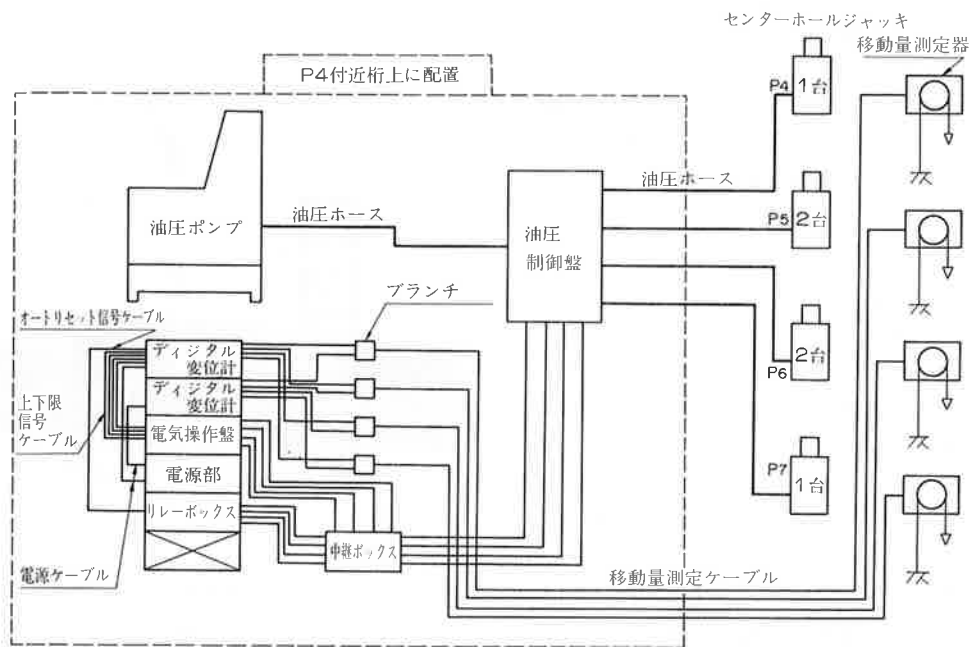 センターホールジャッキ
移動量測定器
P4付近桁上に配置
P4
1台
油圧ホース
P5
2台
油圧ポンプ
油圧ホース
油圧
制御盤
ブランチ
P6
2台
オートリセット信号ケーブル
ディジタル
変位計
ディジタル
変位計
上下限
信号
ケーブル
電気操作盤
電源部
リレーボックス
P7
1台
中継ボックス
電源ケーブル
移動量測定ケーブル